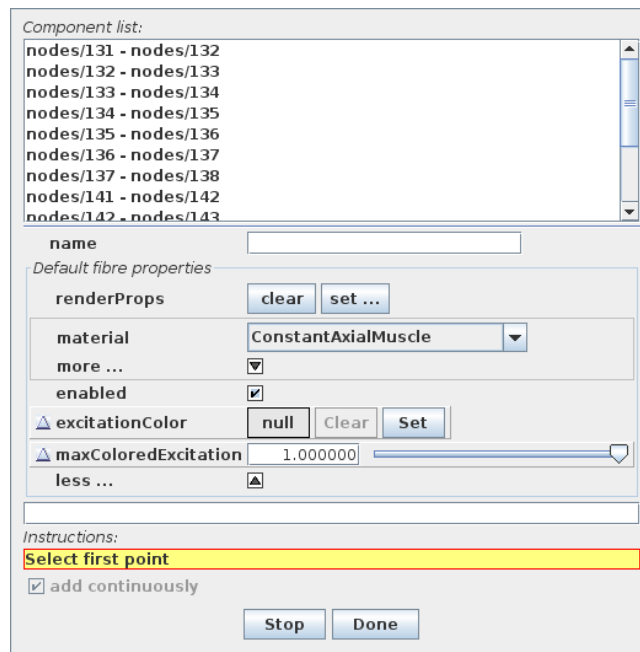 Component list:
nodes/131 - nodes/132
nodes/132 - nodes/133
nodes/133 - nodes/134
nodes/134 - nodes/135
nodes/135 - nodes/136
nodes/136 - nodes/137
nodes/137 - nodes/138
nodes/141 - nodes/142
nodes/142 - nodes/143
name
Default fibre properties
renderProps clear set ...
material ConstantAxialMuscle
more ...
enabled
excitationColor null Clear Set
maxColoredExcitation 1.000000
less ...
Instructions:
Select first point
add continuously
Stop Done